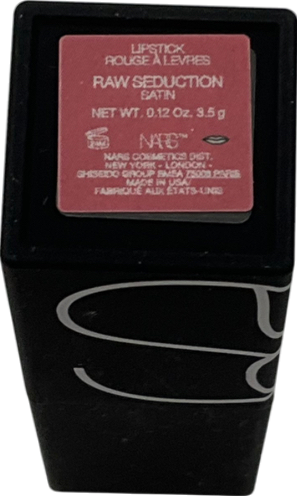 LIPSTICK
ROUGE À LEVRES
RAW SEDUCTION
SATIN
NET WT. 0.12 Oz. 3.5 g
NARS
NARS COSMETICS DIST.
NEW YORK - LONDON -
SHISEIDO GROUP EMEA 75008 PARIS
MADE IN USA/
FABRIQUÉ AUX ÉTATS-UNIS